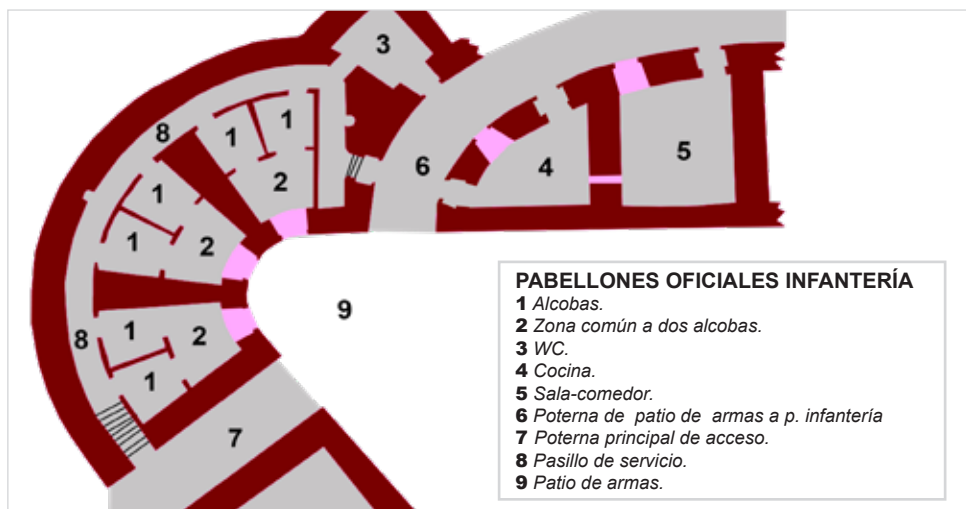 3
8
1
1
6
5
4
1
2
1
2
9
1
8
2
1
7
PABELLONES OFICIALES INFANTERÍA
1 Alcobas.
2 Zona común a dos alcobas.
3 WC.
4 Cocina.
5 Sala-comedor.
6 Poterna de patio de armas a p. infantería
7 Poterna principal de acceso.
8 Pasillo de servicio.
9 Patio de armas.